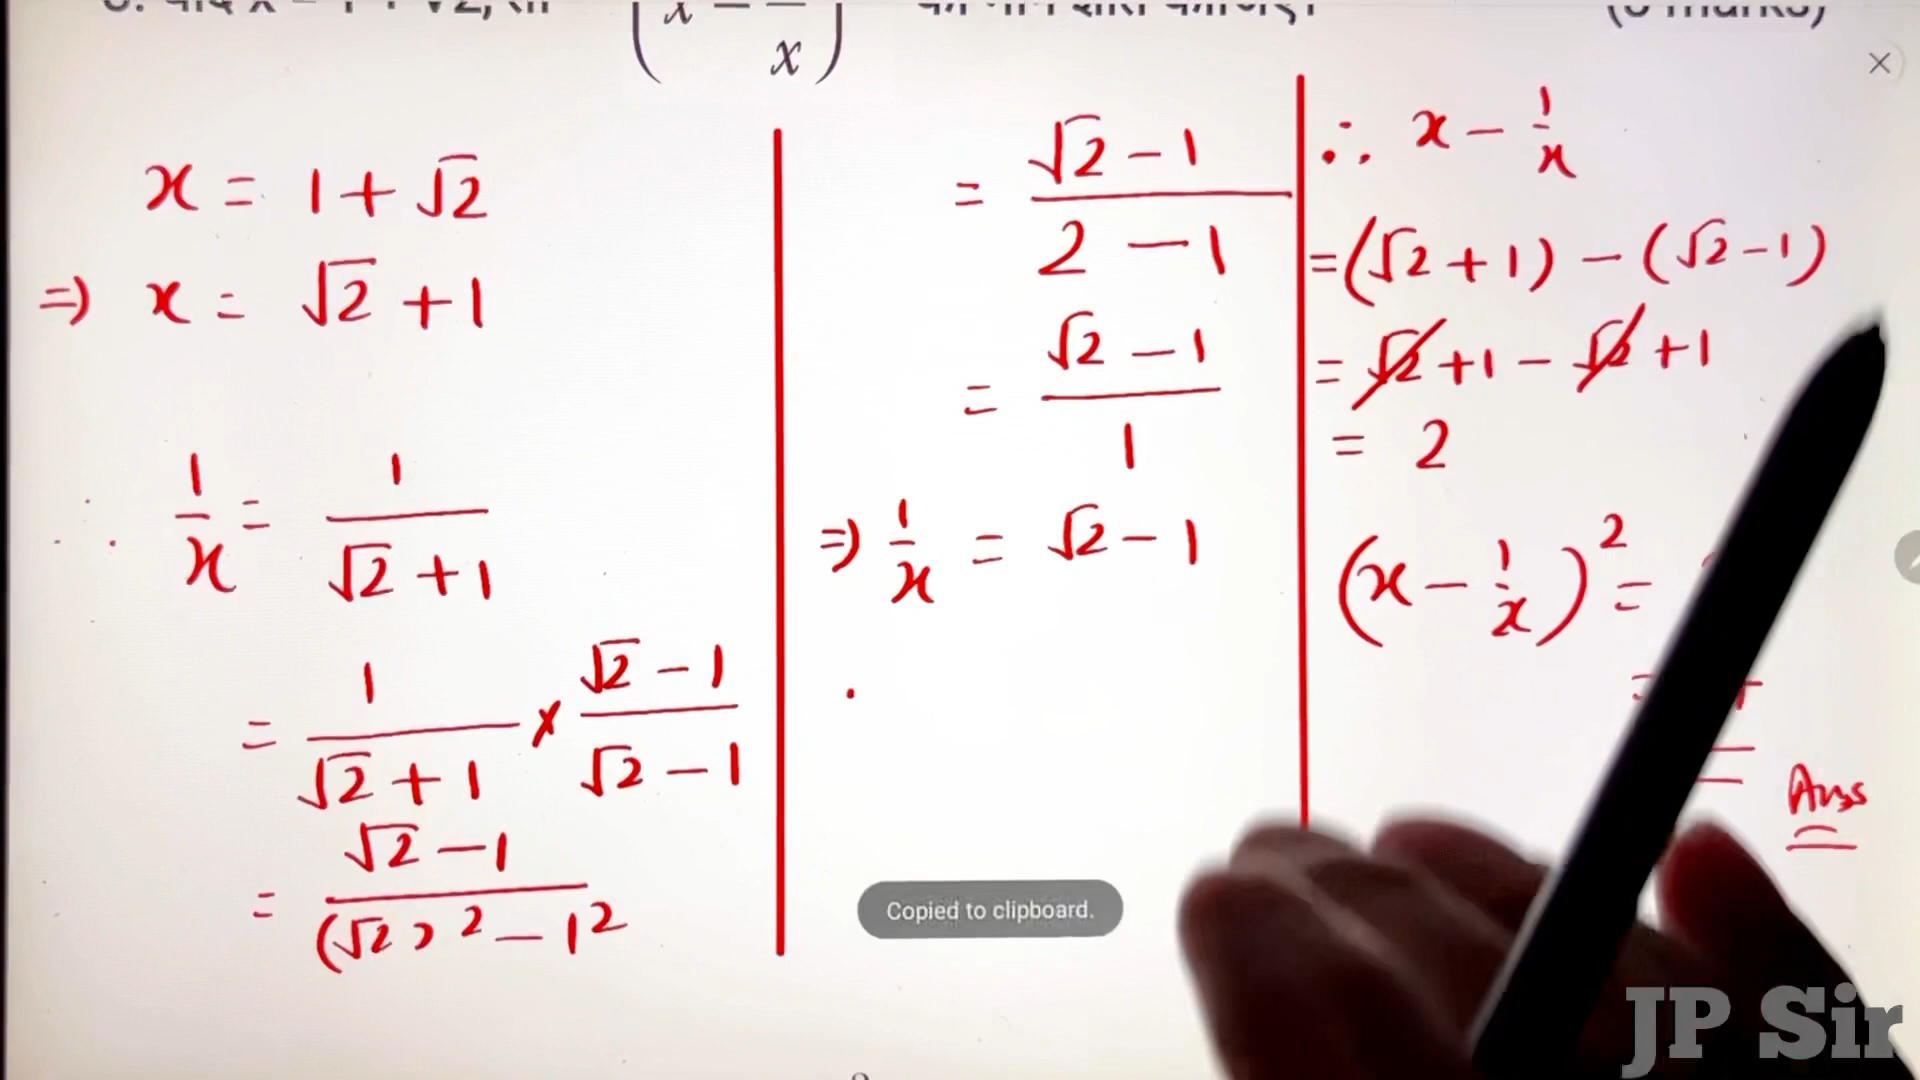 x
x = 1 + √2
⇒ x = √2 + 1
∴ 1/x = 1/(√2 + 1)
= 1/(√2 + 1) × (√2 - 1)/(√2 - 1)
= (√2 - 1)/((√2)² - 1²)
= (√2 - 1)/(2 - 1)
= (√2 - 1)/1
⇒ 1/x = √2 - 1
∴ x - 1/x
= (√2 + 1) - (√2 - 1)
= √2 + 1 - √2 + 1
= 2
(x - 1/x)² =
=
Ans
Copied to clipboard.
JP Sir